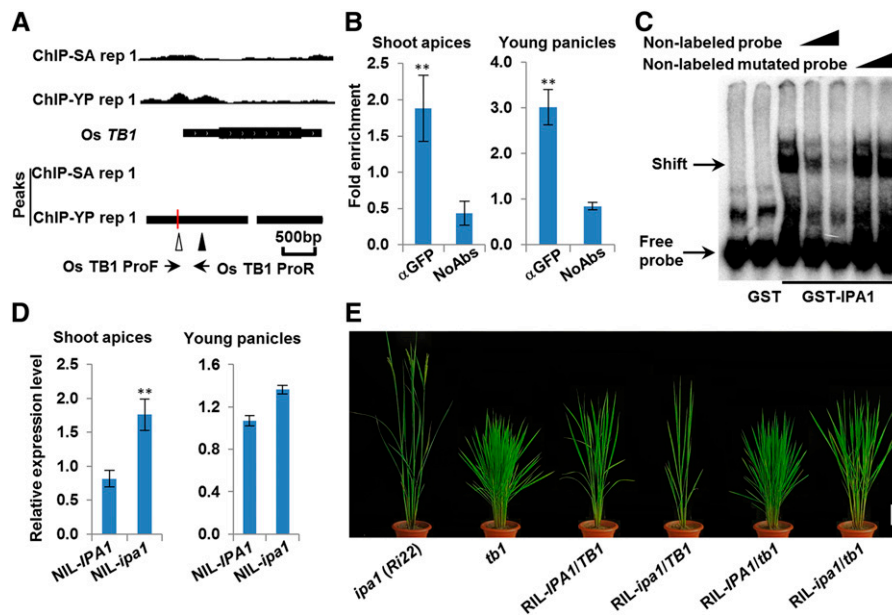 A
ChIP-SA rep 1
ChIP-YP rep 1
Os TB1
Peaks
ChIP-SA rep 1
ChIP-YP rep 1
500bp
Os TB1 ProF
Os TB1 ProR
B
Shoot apices
Young panicles
Fold enrichment
2.5
2.0
1.5
1.0
0.5
0.0
**
αGFP
NoAbs
4.0
3.0
2.0
1.0
0.0
**
αGFP
NoAbs
C
Non-labeled probe
Non-labeled mutated probe
Shift
Free
probe
GST
GST-IPA1
D
Shoot apices
Young panicles
Relative expression level
2.5
2.0
1.5
1.0
0.5
0.0
**
NIL-IPA1
NIL-ipa1
1.6
1.2
0.8
0.4
0.0
NIL-IPA1
NIL-ipa1
E
ipa1 (Ri22)
tb1
RIL-IPA1/TB1
RIL-ipa1/TB1
RIL-IPA1/tb1
RIL-ipa1/tb1